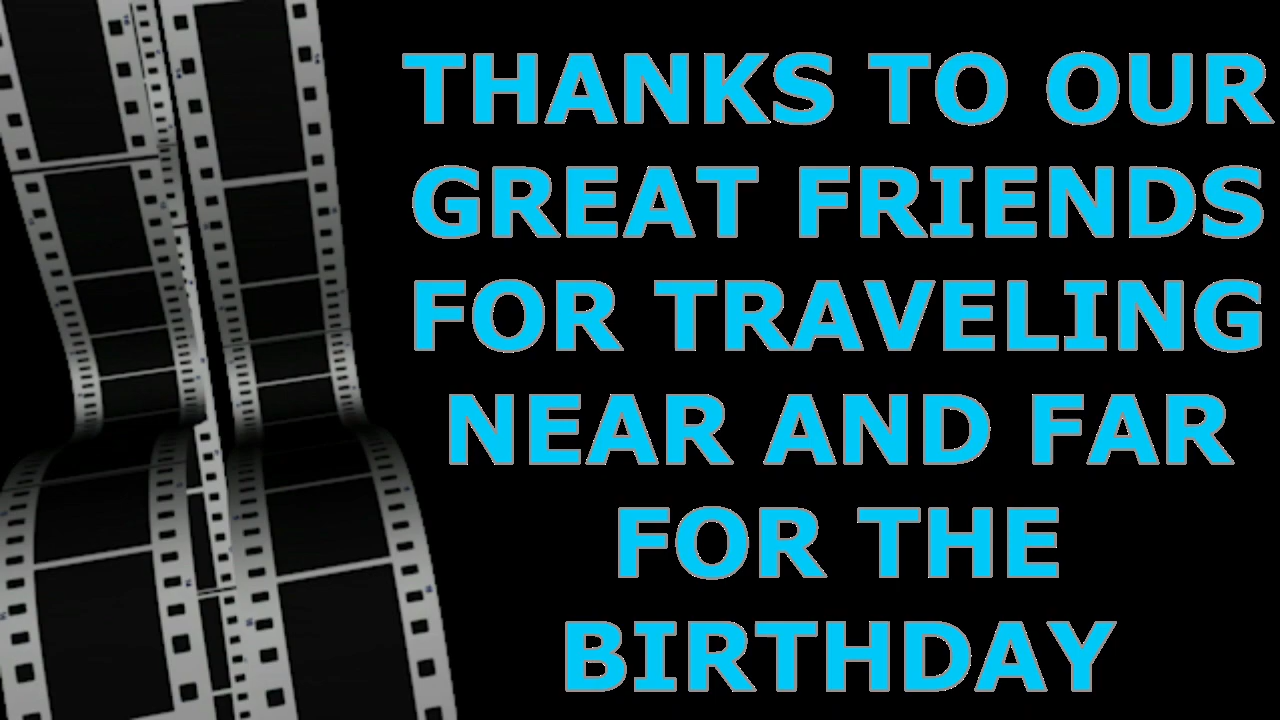 THANKS TO OUR
GREAT FRIENDS
FOR TRAVELING
NEAR AND FAR
FOR THE
BIRTHDAY